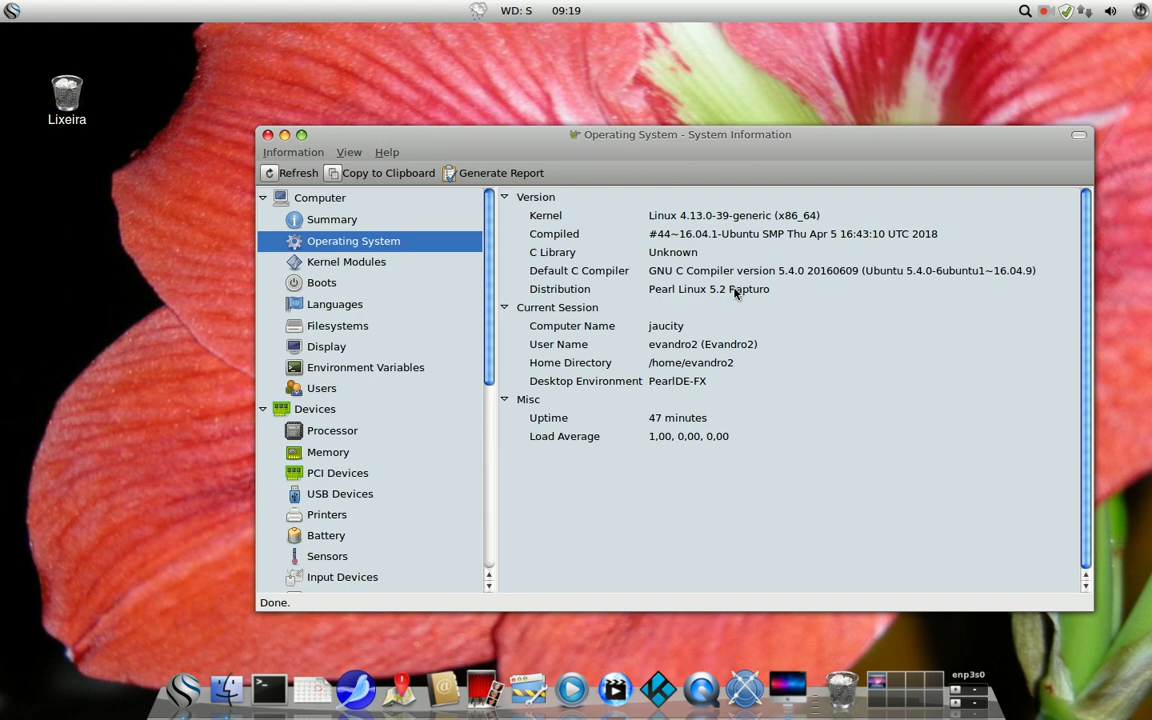 WD: S 09:19
Lixeira
Operating System - System Information
Information View Help
Refresh Copy to Clipboard Generate Report
Computer
Summary
Operating System
Kernel Modules
Boots
Languages
Filesystems
Display
Environment Variables
Users
Devices
Processor
Memory
PCI Devices
USB Devices
Printers
Battery
Sensors
Input Devices
Version
Kernel Linux 4.13.0-39-generic (x86_64)
Compiled #44~16.04.1-Ubuntu SMP Thu Apr 5 16:43:10 UTC 2018
C Library Unknown
Default C Compiler GNU C Compiler version 5.4.0 20160609 (Ubuntu 5.4.0-6ubuntu1~16.04.9)
Distribution Pearl Linux 5.2 Rapturo
Current Session
Computer Name jaucity
User Name evandro2 (Evandro2)
Home Directory /home/evandro2
Desktop Environment PearlDE-FX
Misc
Uptime 47 minutes
Load Average 1,00, 0,00, 0,00
Done.
enp3s0